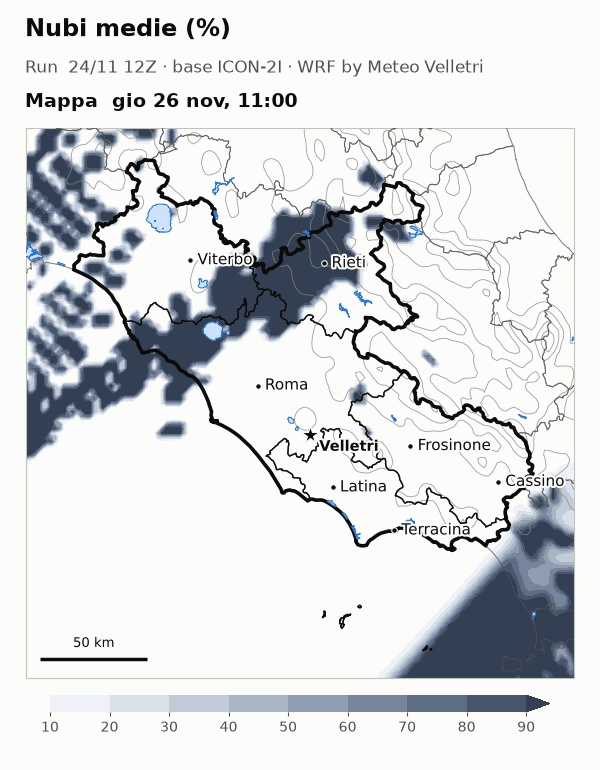 Nubi medie (%)
Run 24/11 12Z · base ICON-2I · WRF by Meteo Velletri
Mappa gio 26 nov, 11:00
Viterbo
Rieti
Roma
Velletri
Frosinone
Cassino
Latina
Terracina
50 km
10 20 30 40 50 60 70 80 90